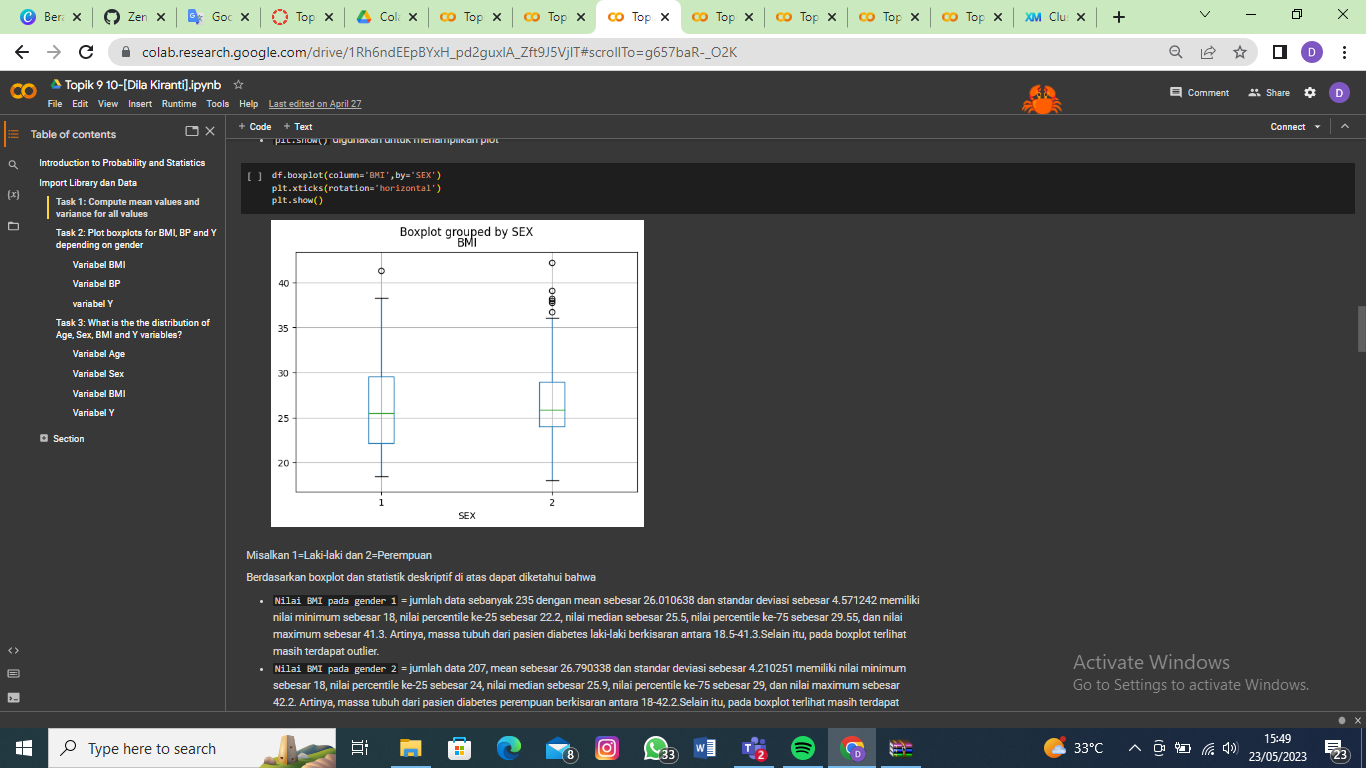 Bera
Zen
Goc
Top
Cola
Top
Top
Top
Top
Top
Top
Top
XM Clus
colab.research.google.com/drive/1Rh6ndEEpBYxH_pd2guxIA_Zft9J5VjIT#scrollTo=g657baR-_O2K
D
Topik 9 10-[Dila Kiranti].ipynb
File Edit View Insert Runtime Tools Help Last edited on April 27
Comment Share D
Table of contents
+ Code + Text
Connect
Introduction to Probability and Statistics
Import Library dan Data
Task 1: Compute mean values and
variance for all values
Task 2: Plot boxplots for BMI, BP and Y
depending on gender
Variabel BMI
Variabel BP
variabel Y
Task 3: What is the the distribution of
Age, Sex, BMI and Y variables?
Variabel Age
Variabel Sex
Variabel BMI
Variabel Y
Section
plt.show() digunakan untuk menampilkan plot
[ ] df.boxplot(column='BMI',by='SEX')
plt.xticks(rotation='horizontal')
plt.show()
Boxplot grouped by SEX
BMI
40
35
30
25
20
1 2
SEX
Misalkan 1=Laki-laki dan 2=Perempuan
Berdasarkan boxplot dan statistik deskriptif di atas dapat diketahui bahwa
• Nilai BMI pada gender 1 = jumlah data sebanyak 235 dengan mean sebesar 26.010638 dan standar deviasi sebesar 4.571242 memiliki
nilai minimum sebesar 18, nilai percentile ke-25 sebesar 22.2, nilai median sebesar 25.5, nilai percentile ke-75 sebesar 29.55, dan nilai
maximum sebesar 41.3. Artinya, massa tubuh dari pasien diabetes laki-laki berkisaran antara 18.5-41.3.Selain itu, pada boxplot terlihat
masih terdapat outlier.
• Nilai BMI pada gender 2 = jumlah data 207, mean sebesar 26.790338 dan standar deviasi sebesar 4.210251 memiliki nilai minimum
sebesar 18, nilai percentile ke-25 sebesar 24, nilai median sebesar 25.9, nilai percentile ke-75 sebesar 29, dan nilai maximum sebesar
42.2. Artinya, massa tubuh dari pasien diabetes perempuan berkisaran antara 18-42.2.Selain itu, pada boxplot terlihat masih terdapat
Activate Windows
Go to Settings to activate Windows.
Type here to search
8
33
2
D
33°C
15:49
23/05/2023
23